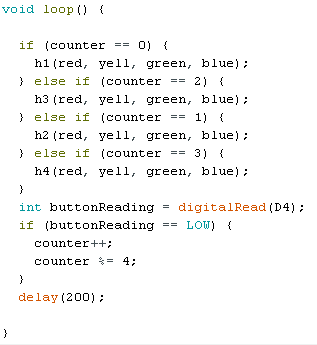 void loop() {
if (counter == 0) {
h1(red, yell, green, blue);
} else if (counter == 2) {
h3(red, yell, green, blue);
} else if (counter == 1) {
h2(red, yell, green, blue);
} else if (counter == 3) {
h4(red, yell, green, blue);
}
int buttonReading = digitalRead(D4);
if (buttonReading == LOW) {
counter++;
counter %= 4;
}
delay(200);
}